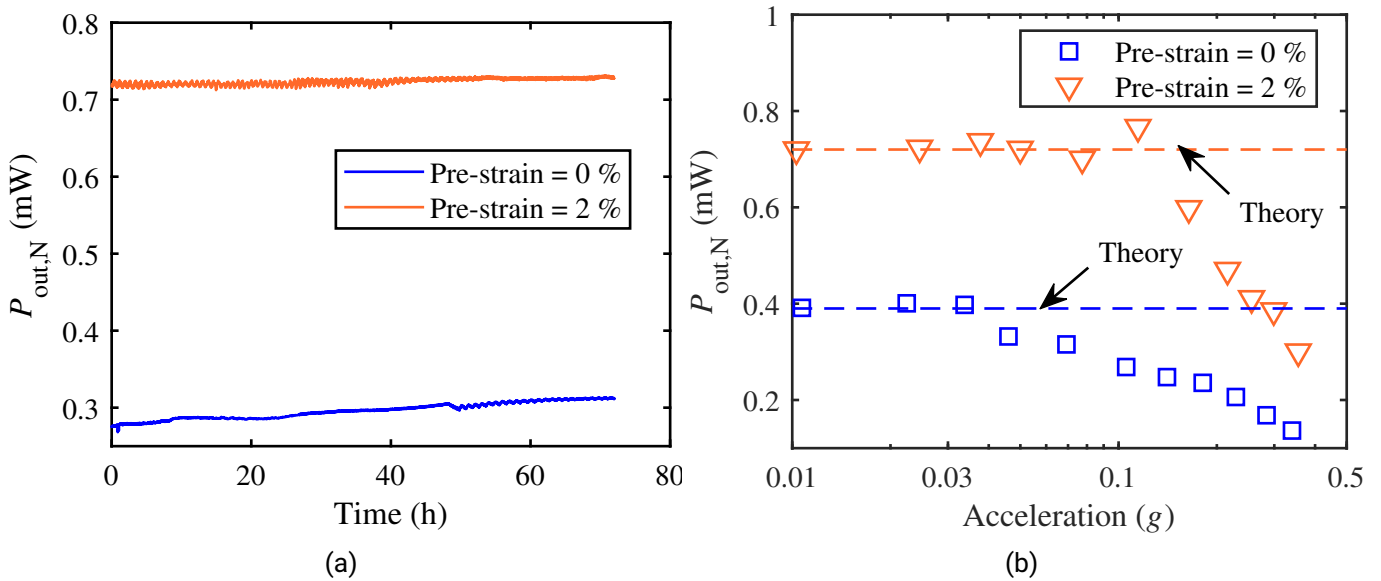 0.8
0.7
0.6
0.5
0.4
0.3
P_out,N (mW)
Pre-strain = 0 %
Pre-strain = 2 %
0 20 40 60 80
Time (h)
(a)
1
0.8
0.6
0.4
0.2
P_out,N (mW)
Pre-strain = 0 %
Pre-strain = 2 %
Theory
Theory
0.01 0.03 0.1 0.5
Acceleration (g)
(b)